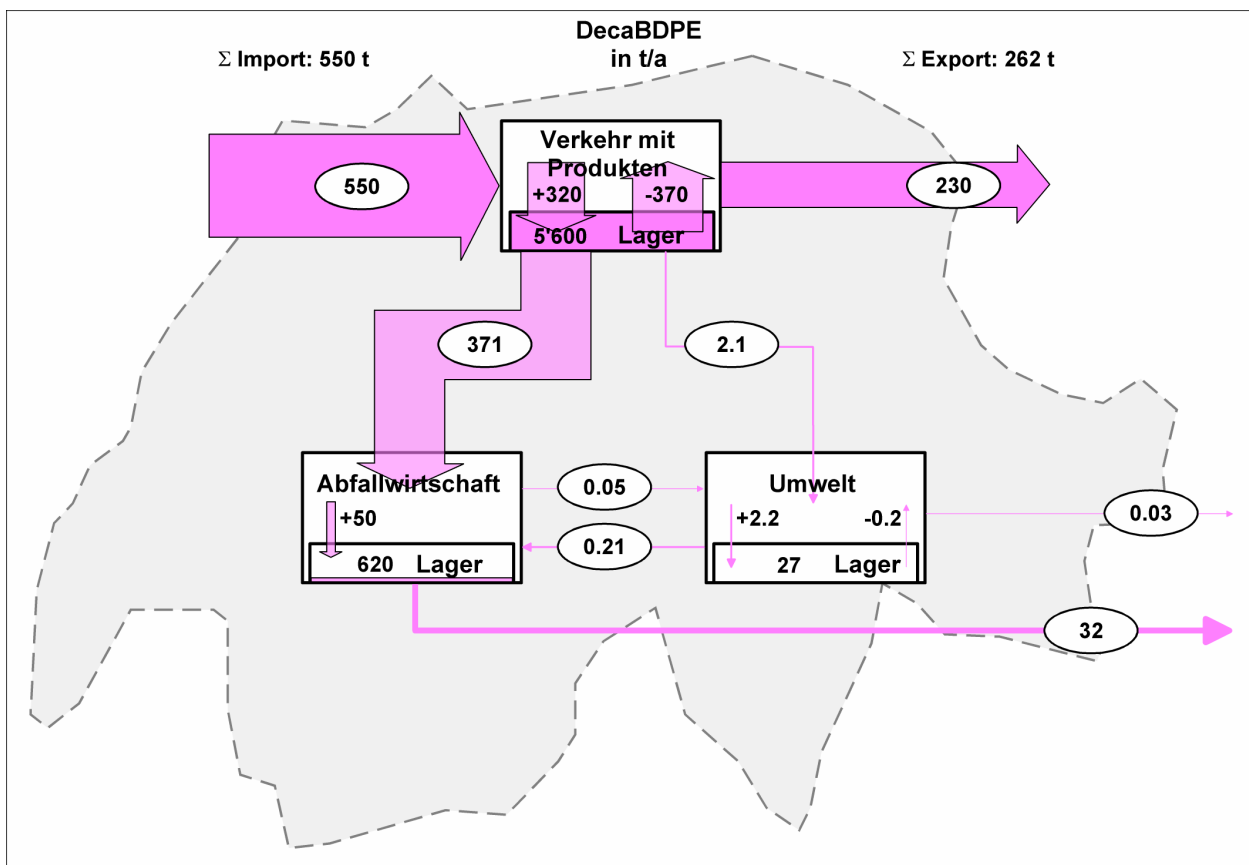 DecaBDPE
in t/a
Σ Import: 550 t
Σ Export: 262 t
Verkehr mit
Produkten
+320
-370
5'600 Lager
550
230
371
2.1
Abfallwirtschaft
+50
620 Lager
0.05
0.21
Umwelt
+2.2
-0.2
27 Lager
0.03
32